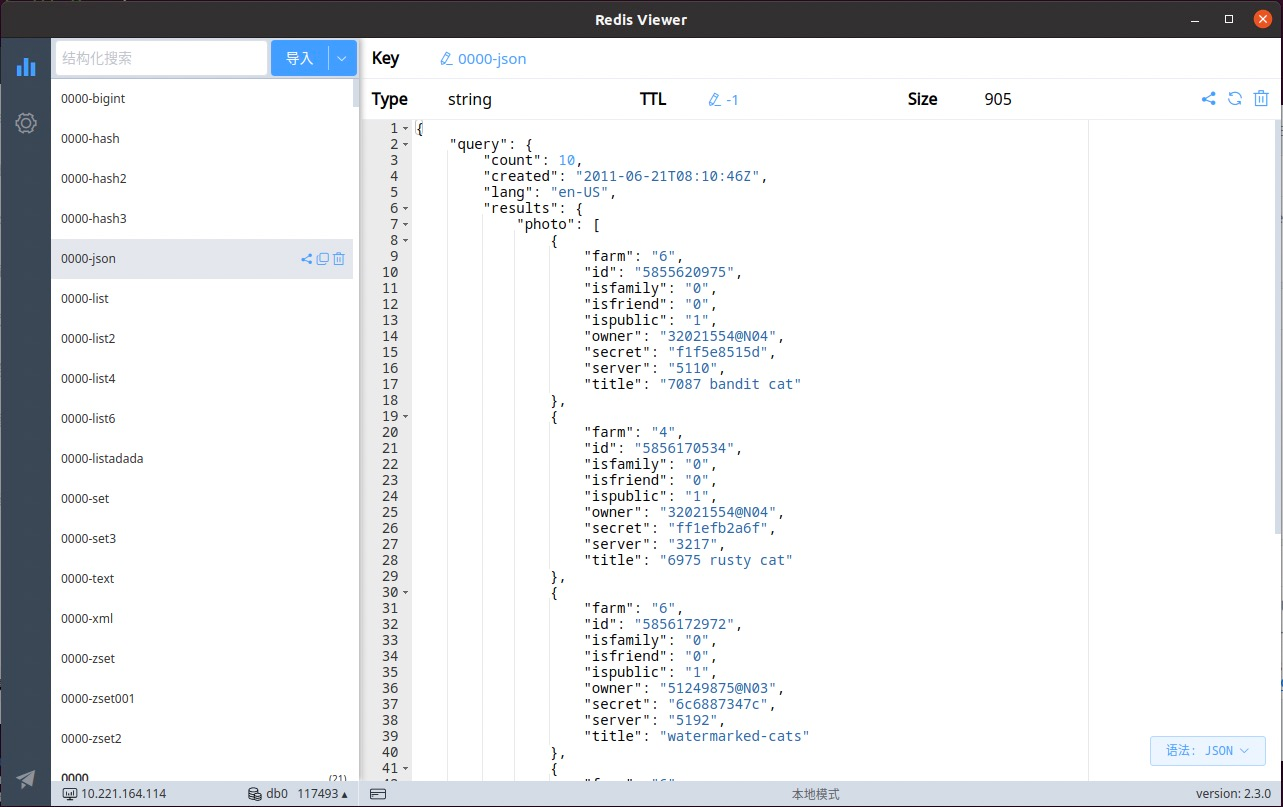 Redis Viewer
结构化搜索
导入
0000-bigint
0000-hash
0000-hash2
0000-hash3
0000-json
0000-list
0000-list2
0000-list4
0000-list6
0000-listadada
0000-set
0000-set3
0000-text
0000-xml
0000-zset
0000-zset001
0000-zset2
0000 (21)
10.221.164.114 db0 117493
Key 0000-json
Type string TTL -1 Size 905
1 {
2 "query": {
3 "count": 10,
4 "created": "2011-06-21T08:10:46Z",
5 "lang": "en-US",
6 "results": {
7 "photo": [
8 {
9 "farm": "6",
10 "id": "5855620975",
11 "isfamily": "0",
12 "isfriend": "0",
13 "ispublic": "1",
14 "owner": "32021554@N04",
15 "secret": "f1f5e8515d",
16 "server": "5110",
17 "title": "7087 bandit cat"
18 },
19 {
20 "farm": "4",
21 "id": "5856170534",
22 "isfamily": "0",
23 "isfriend": "0",
24 "ispublic": "1",
25 "owner": "32021554@N04",
26 "secret": "ff1efb2a6f",
27 "server": "3217",
28 "title": "6975 rusty cat"
29 },
30 {
31 "farm": "6",
32 "id": "5856172972",
33 "isfamily": "0",
34 "isfriend": "0",
35 "ispublic": "1",
36 "owner": "51249875@N03",
37 "secret": "6c6887347c",
38 "server": "5192",
39 "title": "watermarked-cats"
40 },
41 {
语法: JSON
本地模式
version: 2.3.0